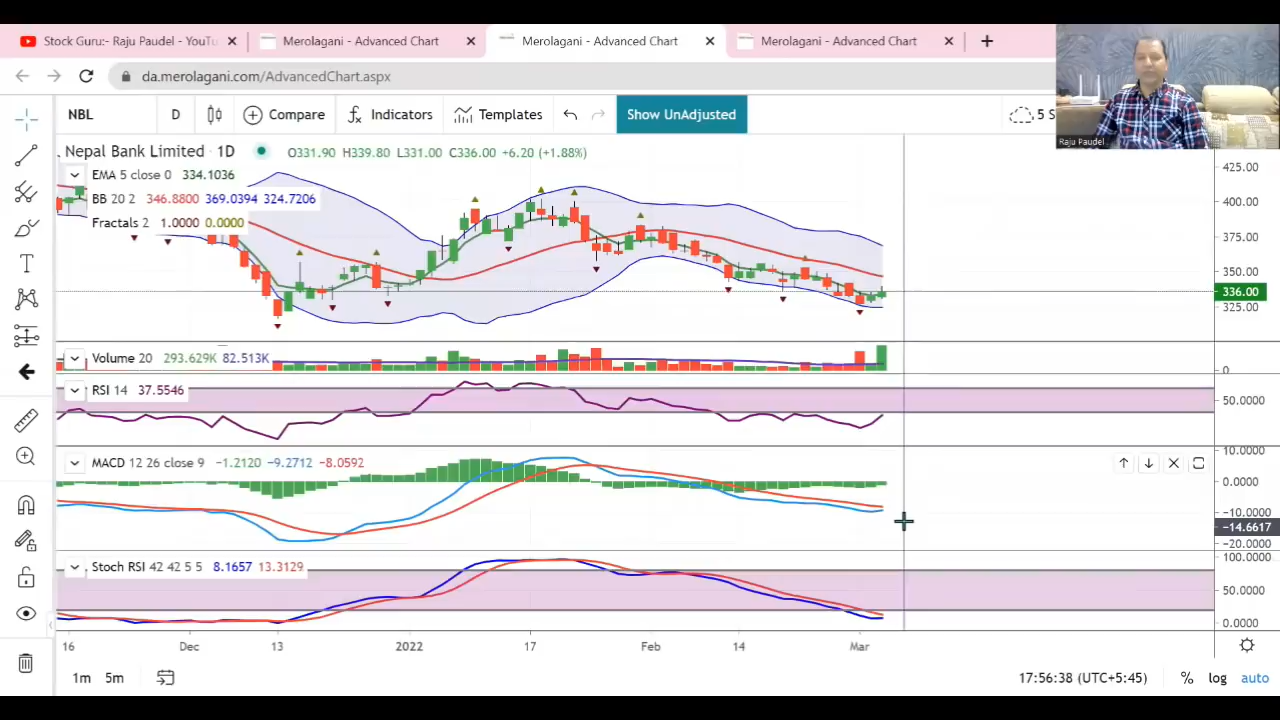 Stock Guru:- Raju Paudel - YouTu
Merolagani - Advanced Chart
Merolagani - Advanced Chart
Merolagani - Advanced Chart
da.merolagani.com/AdvancedChart.aspx
Raju Paudel
NBL
D
Compare
Indicators
Templates
Show UnAdjusted
5 S
Nepal Bank Limited · 1D
O331.90 H339.80 L331.00 C336.00 +6.20 (+1.88%)
EMA 5 close 0 334.1036
BB 20 2 346.8800 369.0394 324.7206
Fractals 2 1.0000 0.0000
425.00
400.00
375.00
350.00
336.00
325.00
Volume 20 293.629K 82.513K
0
RSI 14 37.5546
50.0000
MACD 12 26 close 9 −1.2120 −9.2712 −8.0592
10.0000
0.0000
−10.0000
−14.6617
−20.0000
Stoch RSI 42 42 5 5 8.1657 13.3129
100.0000
50.0000
0.0000
16
Dec
13
2022
17
Feb
14
Mar
1m
5m
17:56:38 (UTC+5:45)
%
log
auto